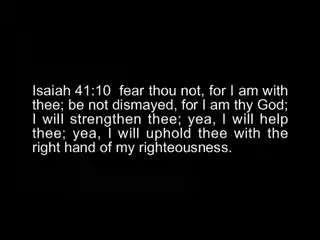 Isaiah 41:10  fear thou not, for I am with
thee; be not dismayed, for I am thy God;
I will strengthen thee; yea, I will help
thee; yea, I will uphold thee with the
right hand of my righteousness.